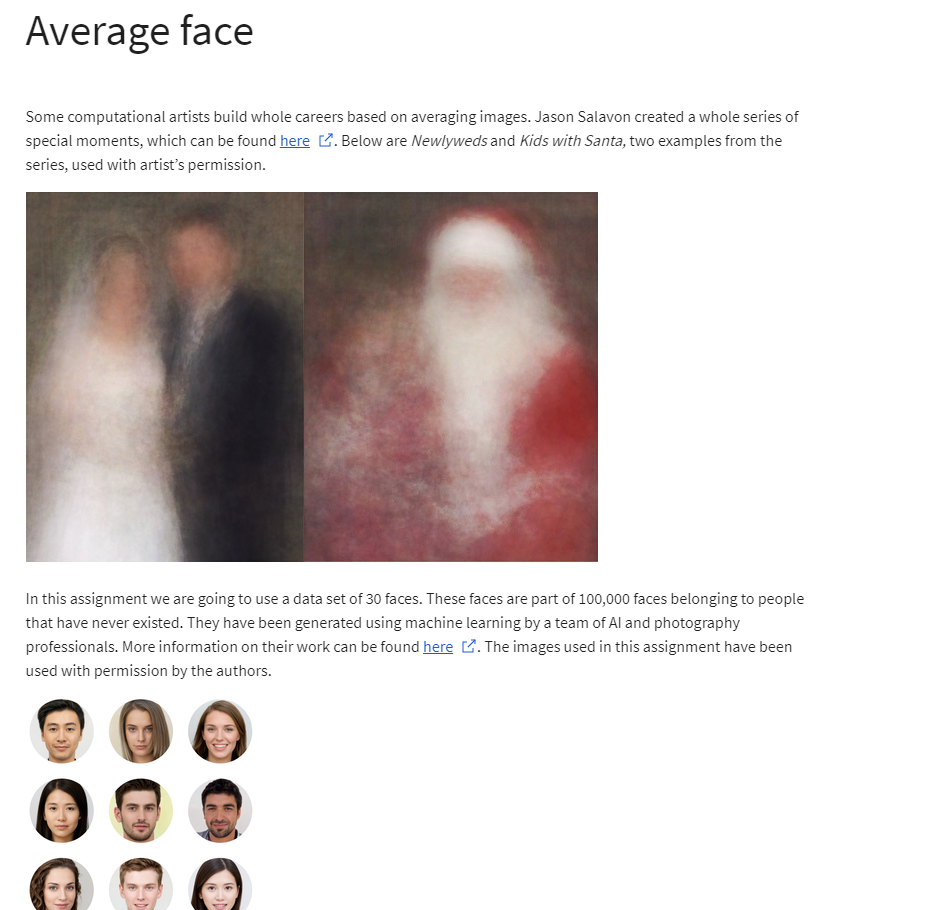 Average face
Some computational artists build whole careers based on averaging images. Jason Salavon created a whole series of
special moments, which can be found here. Below are Newlyweds and Kids with Santa, two examples from the
series, used with artist’s permission.
In this assignment we are going to use a data set of 30 faces. These faces are part of 100,000 faces belonging to people
that have never existed. They have been generated using machine learning by a team of AI and photography
professionals. More information on their work can be found here. The images used in this assignment have been
used with permission by the authors.